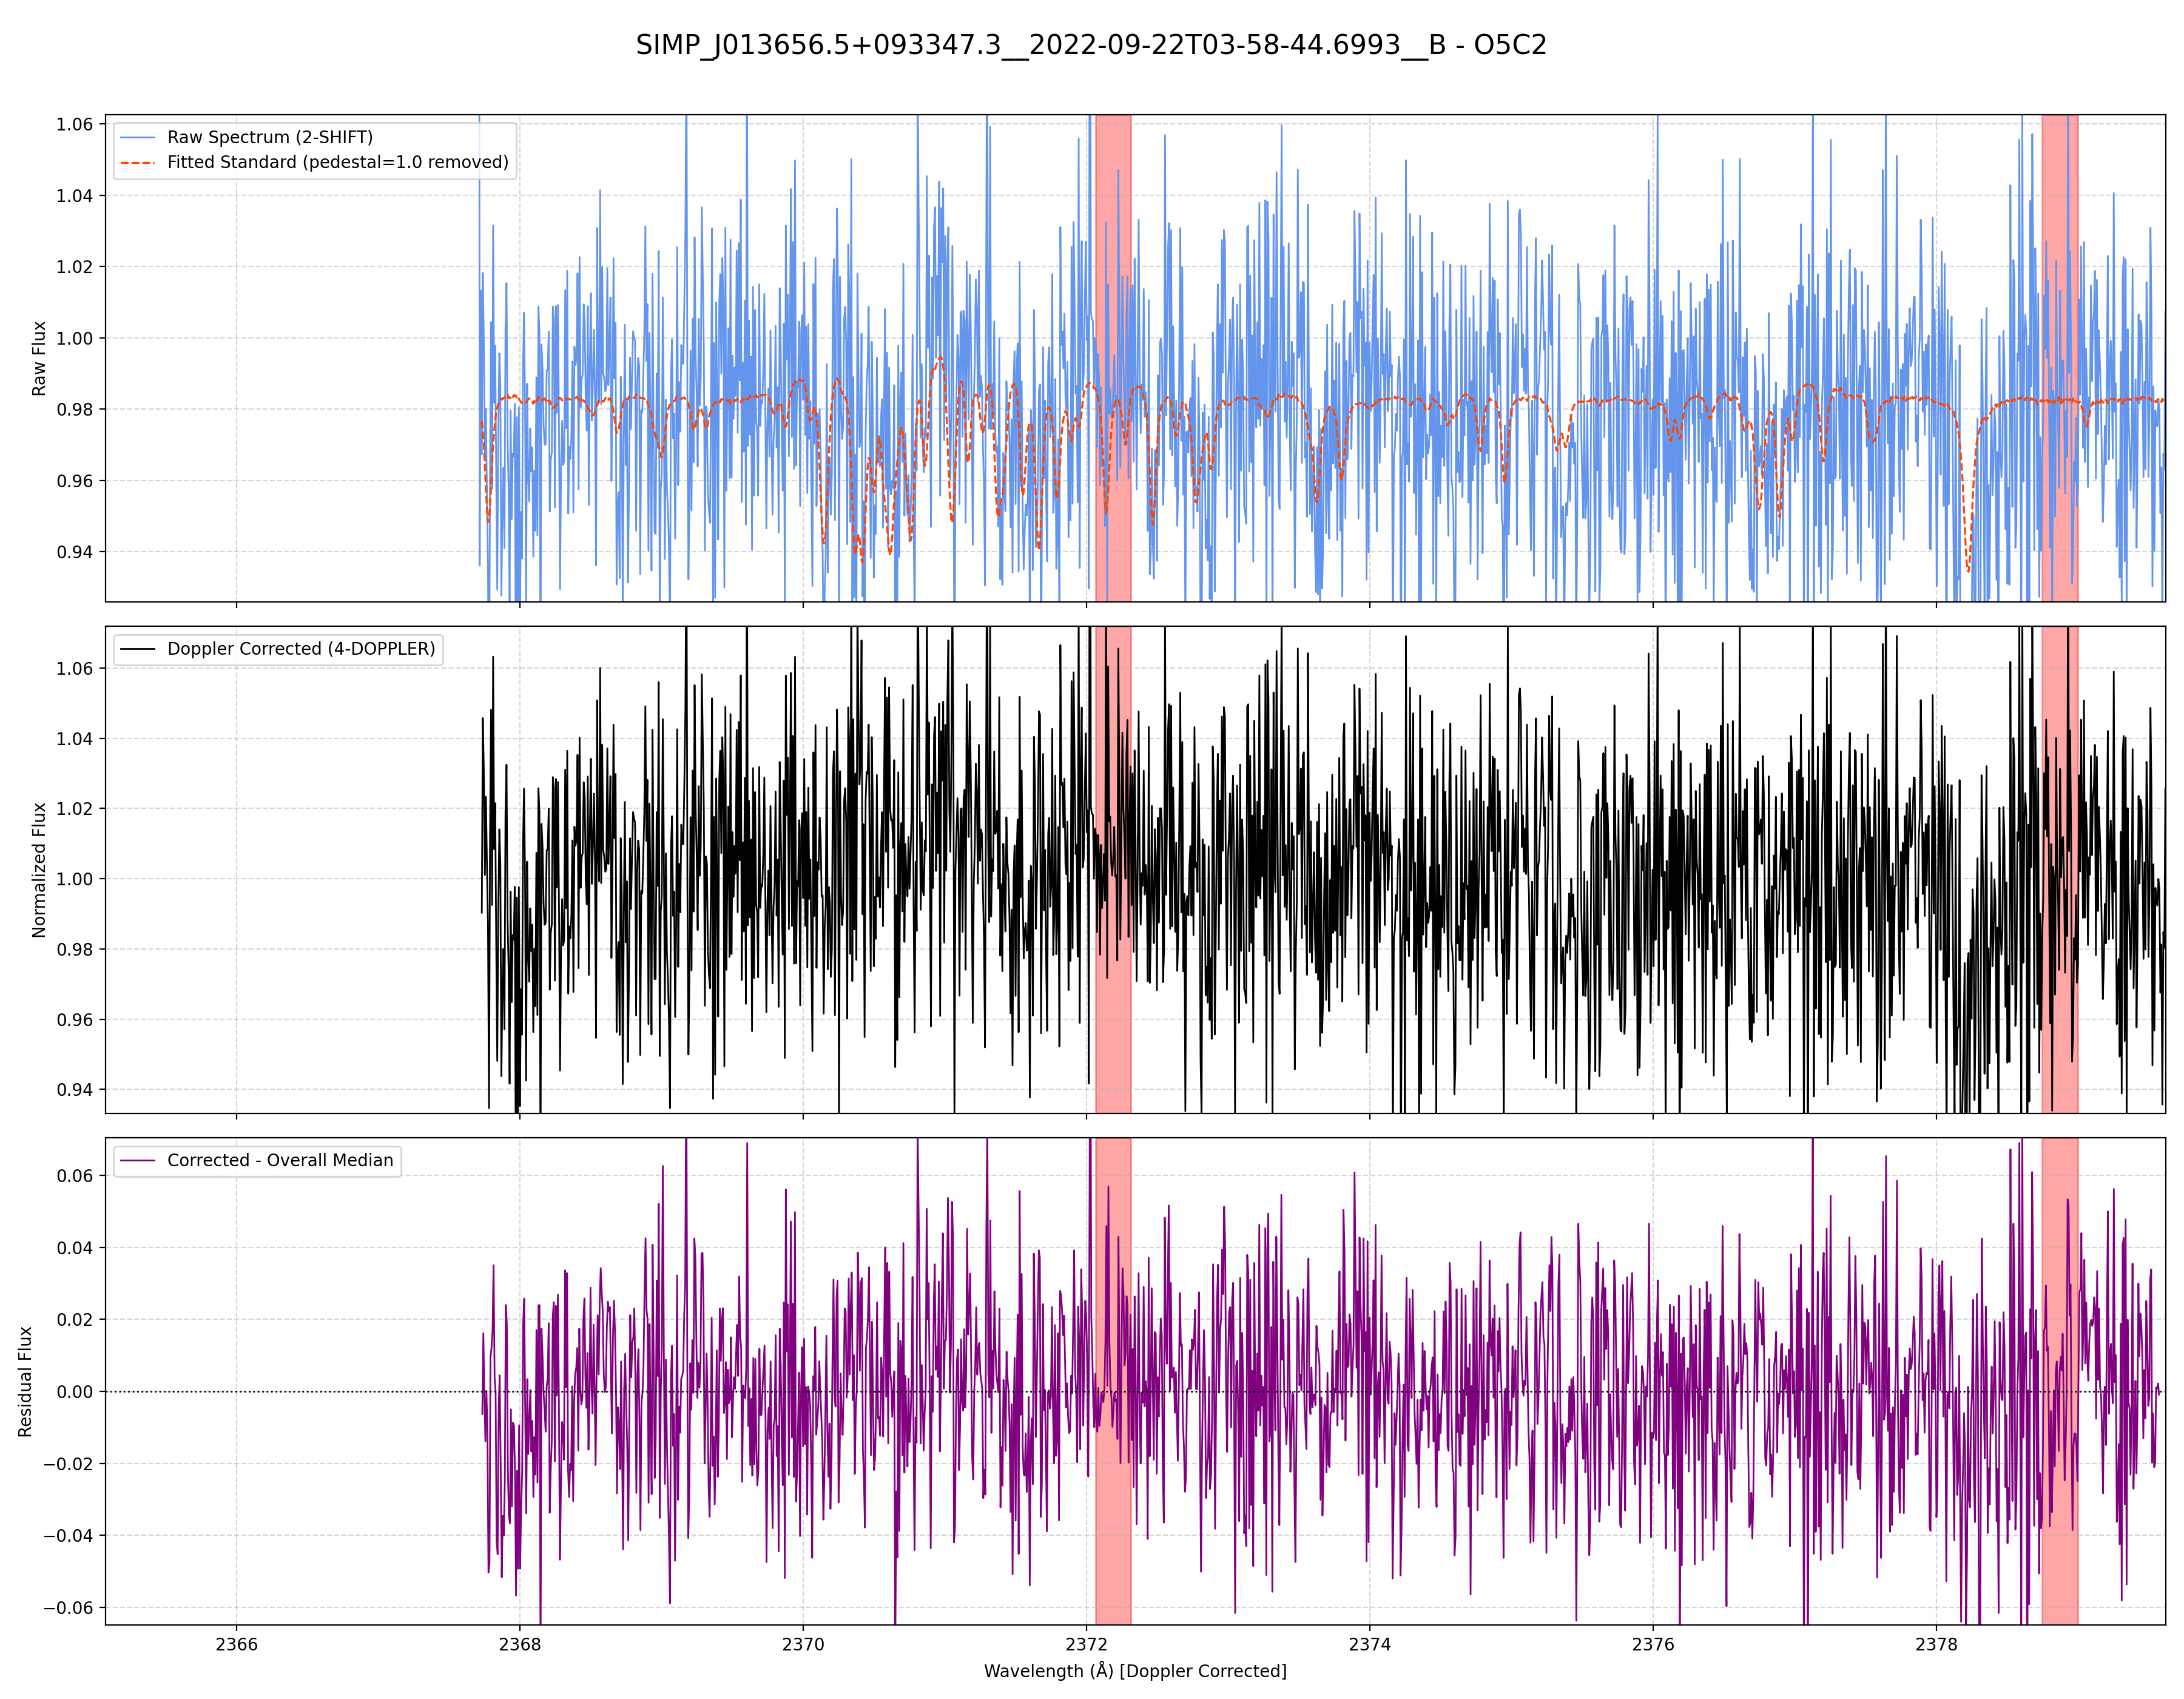 SIMP_J013656.5+093347.3__2022-09-22T03-58-44.6993__B - O5C2
1.06
1.04
1.02
1.00
0.98
0.96
0.94
Raw Flux
Raw Spectrum (2-SHIFT)
Fitted Standard (pedestal=1.0 removed)
1.06
1.04
1.02
1.00
0.98
0.96
0.94
Normalized Flux
Doppler Corrected (4-DOPPLER)
0.06
0.04
0.02
0.00
−0.02
−0.04
−0.06
Residual Flux
Corrected - Overall Median
2366 2368 2370 2372 2374 2376 2378
Wavelength (Å) [Doppler Corrected]